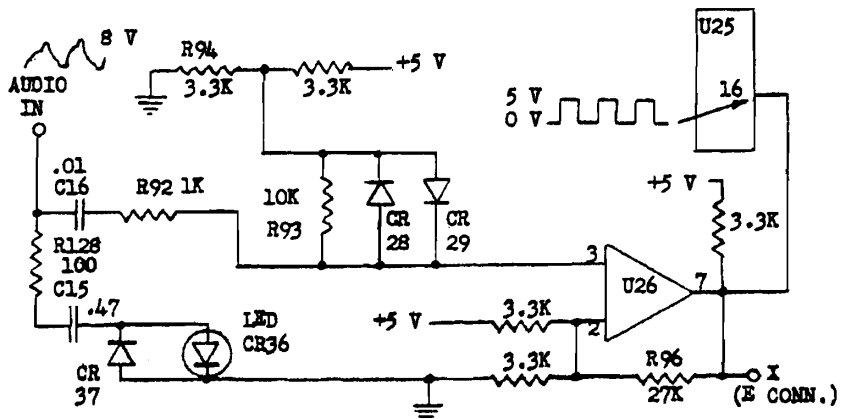 8 V
AUDIO
IN
R94
3.3K
3.3K
+5 V
U25
16
5 V
0 V
.01
C16
R92 1K
10K
R93
CR
28
CR
29
+5 V
3.3K
R128
100
C15
.47
CR
37
LED
CR36
3
2
U26
7
+5 V
3.3K
3.3K
R96
27K
X
(E CONN.)